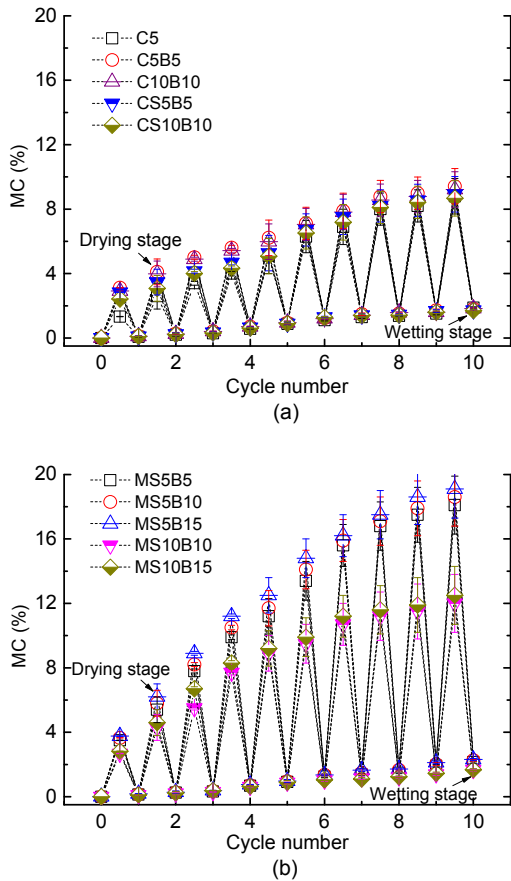 20
16
12
8
4
0
MC (%)
C5
C5B5
C10B10
CS5B5
CS10B10
Drying stage
Wetting stage
0 2 4 6 8 10
Cycle number
(a)
20
16
12
8
4
0
MC (%)
MS5B5
MS5B10
MS5B15
MS10B10
MS10B15
Drying stage
Wetting stage
0 2 4 6 8 10
Cycle number
(b)